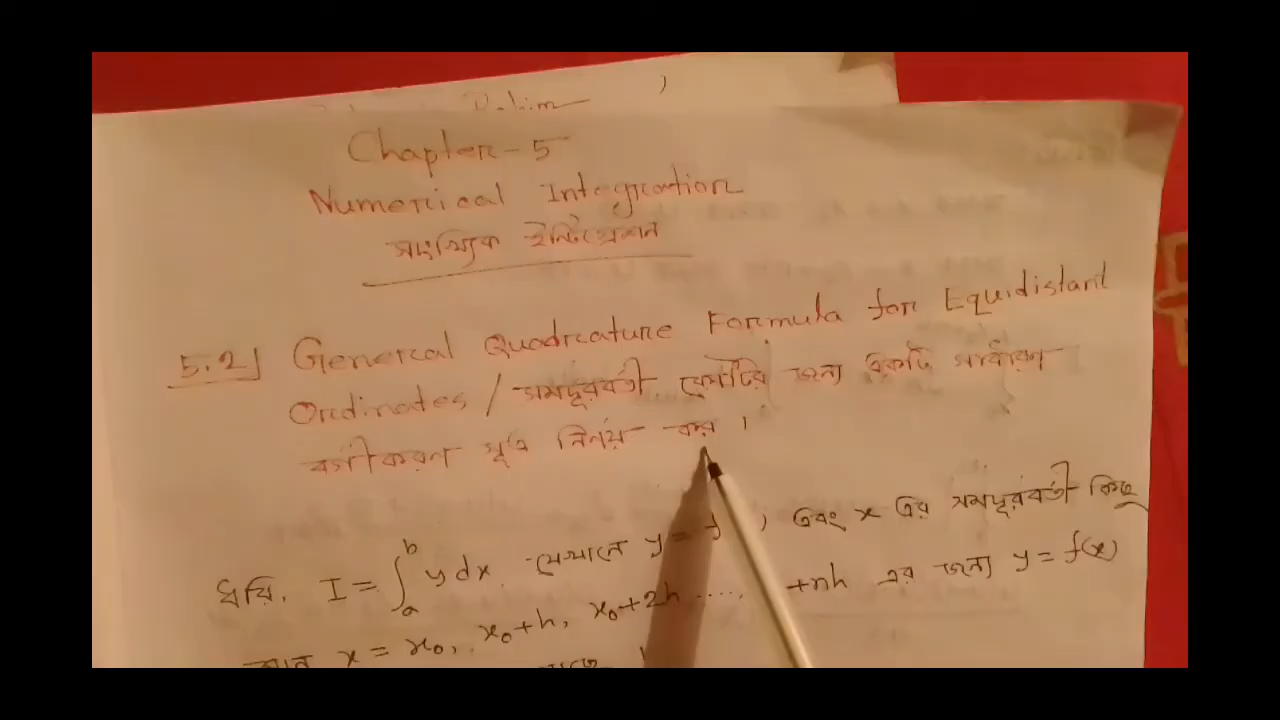 Chapter-5
Numerical Integration
সাংখ্যিক ইন্টিগ্রেশন
5.2] General Quadrature Formula for Equidistant
Ordinates / সমদূরবর্তী কোটির জন্য একটি সাধারণ
বর্গীকরণ সূত্র নির্ণয় কর।
ধরি, I = ∫ₐᵇ y dx, যেখানে y = f , এবং x এর সমদূরবর্তী কিছু
মান x = x₀, x₀+h, x₀+2h ..... +nh এর জন্য y = f(x)